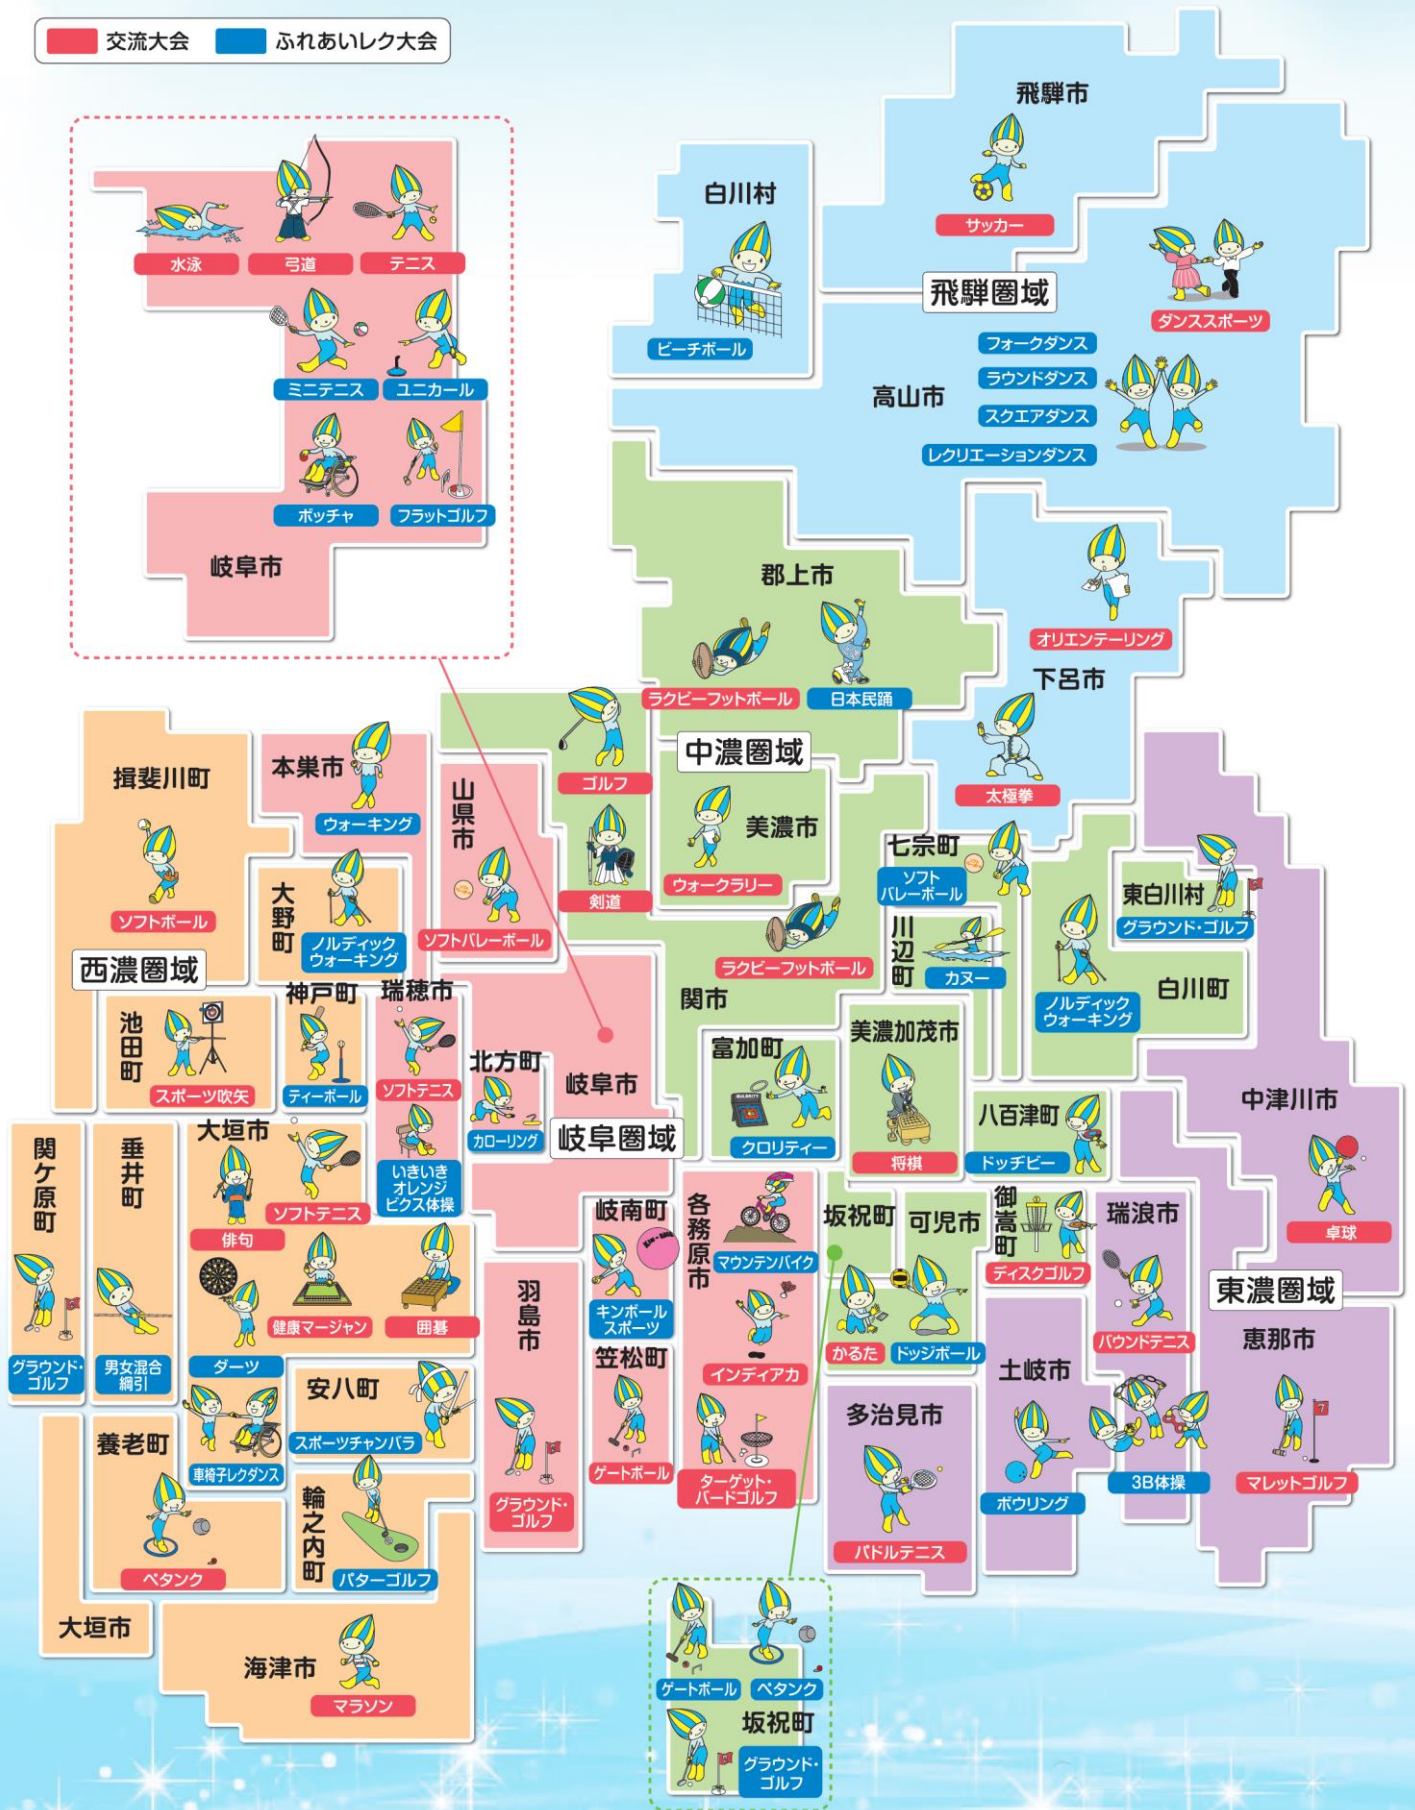 交流大会
ふれあいレク大会
飛騨市
サッカー
白川村
ビーチボール
飛騨圏域
ダンススポーツ
高山市
フォークダンス
ラウンドダンス
スクエアダンス
レクリエーションダンス
水泳
弓道
テニス
ミニテニス
ユニカール
ボッチャ
フラットゴルフ
岐阜市
オリエンテーリング
下呂市
太極拳
郡上市
ラグビーフットボール
日本民踊
中濃圏域
ゴルフ
剣道
美濃市
ウォークラリー
ラグビーフットボール
関市
七宗町
ソフト
バレーボール
川辺町
カヌー
東白川村
グラウンド・ゴルフ
ノルディック
ウォーキング
白川町
美濃加茂市
将棋
富加町
クロリティー
八百津町
ドッヂビー
揖斐川町
ソフトボール
本巣市
ウォーキング
山県市
ソフトバレーボール
大野町
ノルディック
ウォーキング
西濃圏域
池田町
スポーツ吹矢
神戸町
ティーボール
瑞穂市
ソフトテニス
いきいき
オレンジ
ビクス体操
北方町
カローリング
岐阜市
岐阜圏域
関ケ原町
グラウンド・
ゴルフ
垂井町
男女混合
綱引
大垣市
俳句
ソフトテニス
健康マージャン
囲碁
ダーツ
車椅子レクダンス
安八町
スポーツチャンバラ
養老町
ペタンク
輪之内町
パターゴルフ
大垣市
海津市
マラソン
羽島市
グラウンド・
ゴルフ
岐南町
KIN-BALL
キンボール
スポーツ
笠松町
ゲートボール
各務原市
マウンテンバイク
インディアカ
ターゲット・
バードゴルフ
坂祝町
可児市
かるた
ドッジボール
御嵩町
ディスクゴルフ
瑞浪市
バウンドテニス
3B体操
中津川市
卓球
東濃圏域
恵那市
7
マレットゴルフ
土岐市
ボウリング
多治見市
パドルテニス
ゲートボール
ペタンク
坂祝町
グラウンド・
ゴルフ